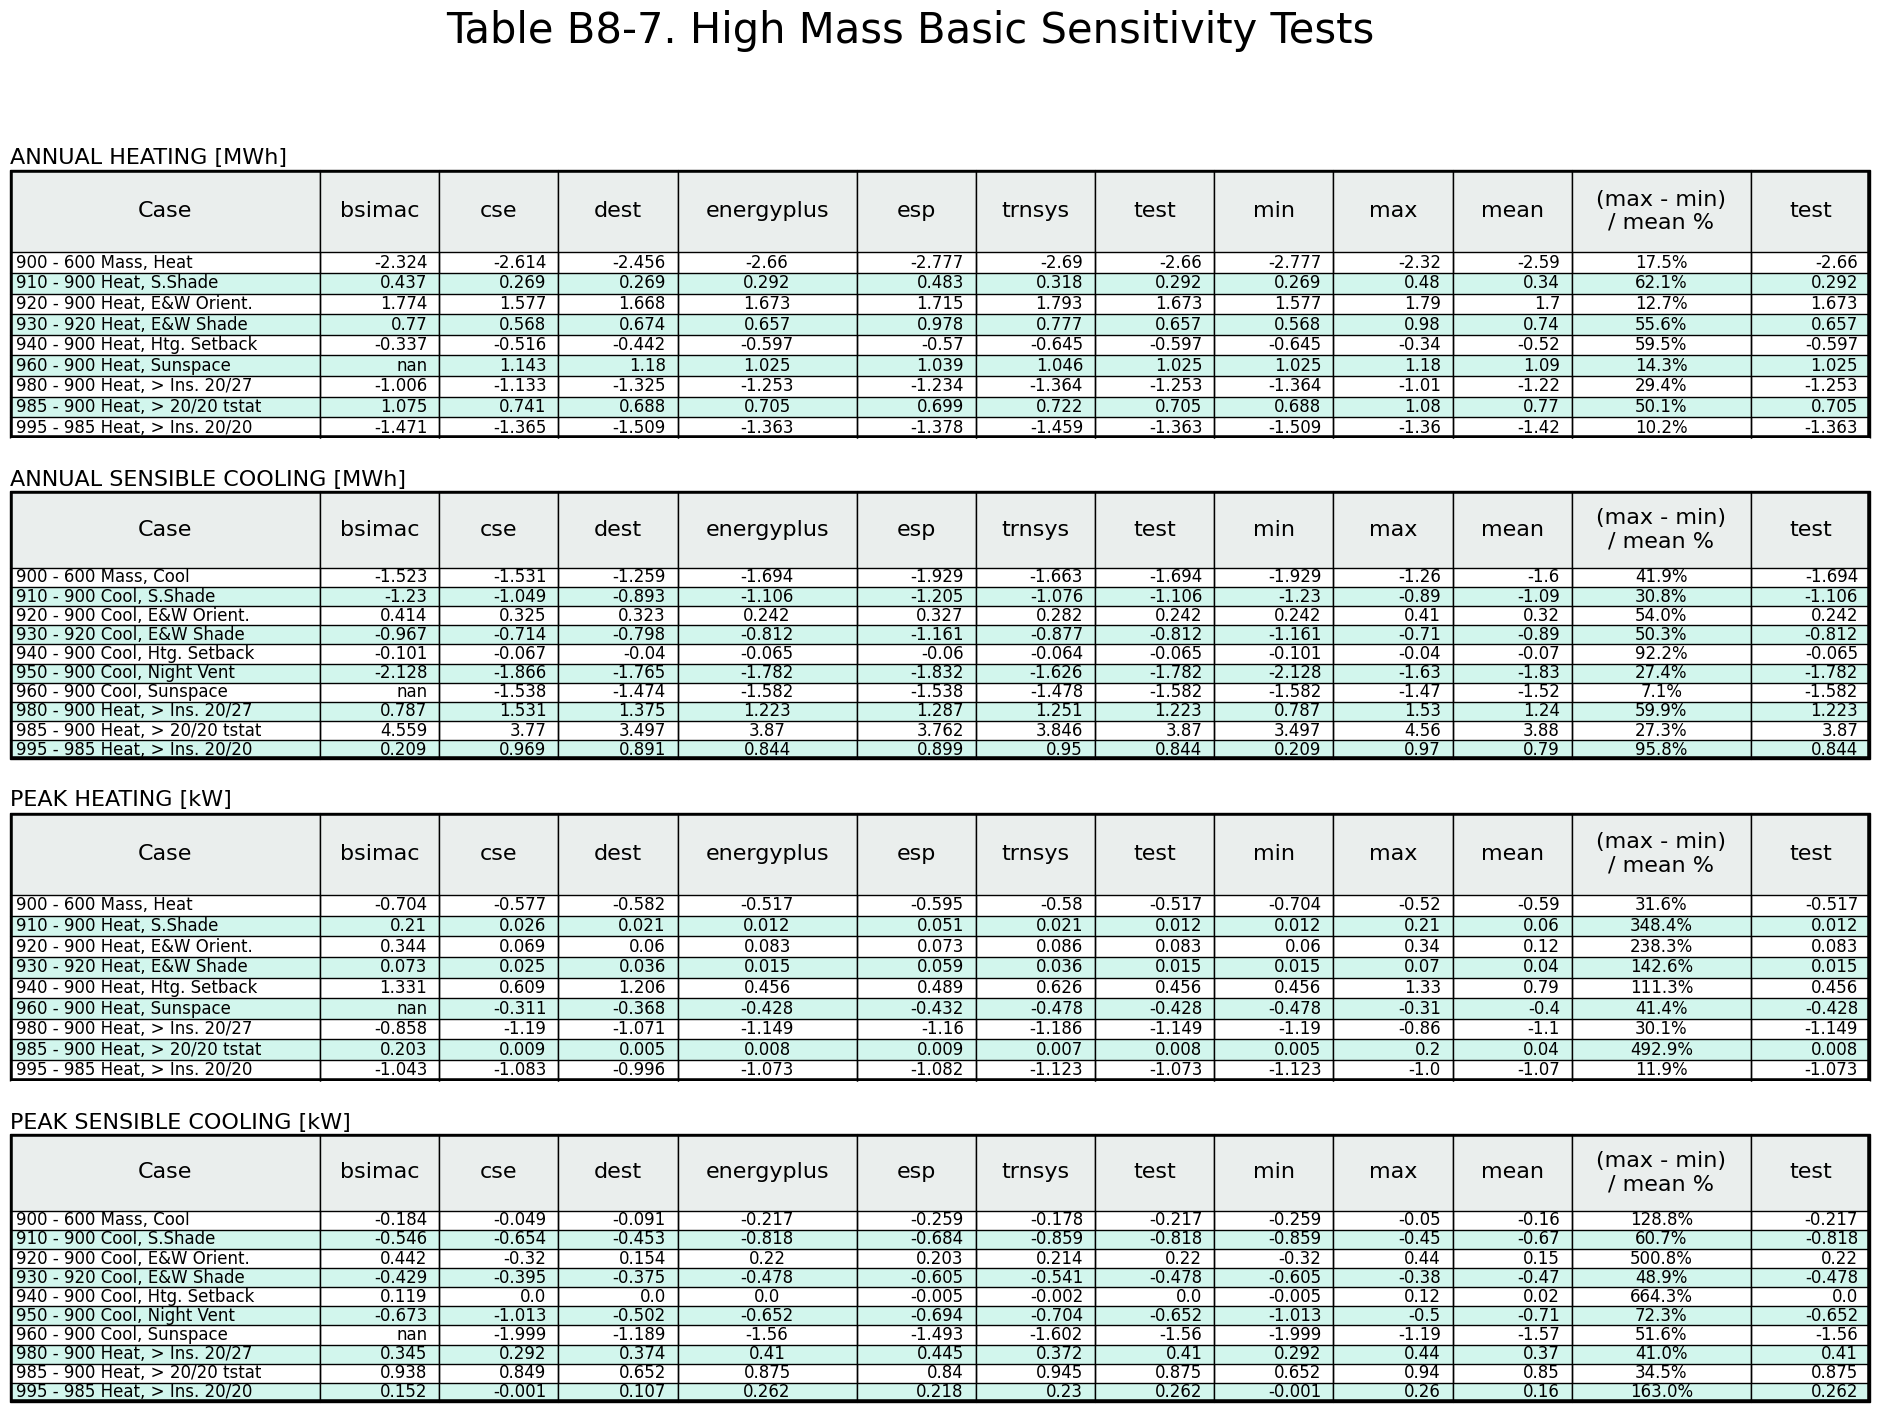 Table B8-7. High Mass Basic Sensitivity Tests
ANNUAL HEATING [MWh]
Case bsimac cse dest energyplus esp trnsys test min max mean (max - min) / mean % test
900 - 600 Mass, Heat -2.324 -2.614 -2.456 -2.66 -2.777 -2.69 -2.66 -2.777 -2.32 -2.59 17.5% -2.66
910 - 900 Heat, S.Shade 0.437 0.269 0.269 0.292 0.483 0.318 0.292 0.269 0.48 0.34 62.1% 0.292
920 - 900 Heat, E&W Orient. 1.774 1.577 1.668 1.673 1.715 1.793 1.673 1.577 1.79 1.7 12.7% 1.673
930 - 920 Heat, E&W Shade 0.77 0.568 0.674 0.657 0.978 0.777 0.657 0.568 0.98 0.74 55.6% 0.657
940 - 900 Heat, Htg. Setback -0.337 -0.516 -0.442 -0.597 -0.57 -0.645 -0.597 -0.645 -0.34 -0.52 59.5% -0.597
960 - 900 Heat, Sunspace nan 1.143 1.18 1.025 1.039 1.046 1.025 1.025 1.18 1.09 14.3% 1.025
980 - 900 Heat, > Ins. 20/27 -1.006 -1.133 -1.325 -1.253 -1.234 -1.364 -1.253 -1.364 -1.01 -1.22 29.4% -1.253
985 - 900 Heat, > 20/20 tstat 1.075 0.741 0.688 0.705 0.699 0.722 0.705 0.688 1.08 0.77 50.1% 0.705
995 - 985 Heat, > Ins. 20/20 -1.471 -1.365 -1.509 -1.363 -1.378 -1.459 -1.363 -1.509 -1.36 -1.42 10.2% -1.363
ANNUAL SENSIBLE COOLING [MWh]
Case bsimac cse dest energyplus esp trnsys test min max mean (max - min) / mean % test
900 - 600 Mass, Cool -1.523 -1.531 -1.259 -1.694 -1.929 -1.663 -1.694 -1.929 -1.26 -1.6 41.9% -1.694
910 - 900 Cool, S.Shade -1.23 -1.049 -0.893 -1.106 -1.205 -1.076 -1.106 -1.23 -0.89 -1.09 30.8% -1.106
920 - 900 Cool, E&W Orient. 0.414 0.325 0.323 0.242 0.327 0.282 0.242 0.242 0.41 0.32 54.0% 0.242
930 - 920 Cool, E&W Shade -0.967 -0.714 -0.798 -0.812 -1.161 -0.877 -0.812 -1.161 -0.71 -0.89 50.3% -0.812
940 - 900 Cool, Htg. Setback -0.101 -0.067 -0.04 -0.065 -0.06 -0.064 -0.065 -0.101 -0.04 -0.07 92.2% -0.065
950 - 900 Cool, Night Vent -2.128 -1.866 -1.765 -1.782 -1.832 -1.626 -1.782 -2.128 -1.63 -1.83 27.4% -1.782
960 - 900 Cool, Sunspace nan -1.538 -1.474 -1.582 -1.538 -1.478 -1.582 -1.582 -1.47 -1.52 7.1% -1.582
980 - 900 Heat, > Ins. 20/27 0.787 1.531 1.375 1.223 1.287 1.251 1.223 0.787 1.53 1.24 59.9% 1.223
985 - 900 Heat, > 20/20 tstat 4.559 3.77 3.497 3.87 3.762 3.846 3.87 3.497 4.56 3.88 27.3% 3.87
995 - 985 Heat, > Ins. 20/20 0.209 0.969 0.891 0.844 0.899 0.95 0.844 0.209 0.97 0.79 95.8% 0.844
PEAK HEATING [kW]
Case bsimac cse dest energyplus esp trnsys test min max mean (max - min) / mean % test
900 - 600 Mass, Heat -0.704 -0.577 -0.582 -0.517 -0.595 -0.58 -0.517 -0.704 -0.52 -0.59 31.6% -0.517
910 - 900 Heat, S.Shade 0.21 0.026 0.021 0.012 0.051 0.021 0.012 0.012 0.21 0.06 348.4% 0.012
920 - 900 Heat, E&W Orient. 0.344 0.069 0.06 0.083 0.073 0.086 0.083 0.06 0.34 0.12 238.3% 0.083
930 - 920 Heat, E&W Shade 0.073 0.025 0.036 0.015 0.059 0.036 0.015 0.015 0.07 0.04 142.6% 0.015
940 - 900 Heat, Htg. Setback 1.331 0.609 1.206 0.456 0.489 0.626 0.456 0.456 1.33 0.79 111.3% 0.456
960 - 900 Heat, Sunspace nan -0.311 -0.368 -0.428 -0.432 -0.478 -0.428 -0.478 -0.31 -0.4 41.4% -0.428
980 - 900 Heat, > Ins. 20/27 -0.858 -1.19 -1.071 -1.149 -1.16 -1.186 -1.149 -1.19 -0.86 -1.1 30.1% -1.149
985 - 900 Heat, > 20/20 tstat 0.203 0.009 0.005 0.008 0.009 0.007 0.008 0.005 0.2 0.04 492.9% 0.008
995 - 985 Heat, > Ins. 20/20 -1.043 -1.083 -0.996 -1.073 -1.082 -1.123 -1.073 -1.123 -1.0 -1.07 11.9% -1.073
PEAK SENSIBLE COOLING [kW]
Case bsimac cse dest energyplus esp trnsys test min max mean (max - min) / mean % test
900 - 600 Mass, Cool -0.184 -0.049 -0.091 -0.217 -0.259 -0.178 -0.217 -0.259 -0.05 -0.16 128.8% -0.217
910 - 900 Cool, S.Shade -0.546 -0.654 -0.453 -0.818 -0.684 -0.859 -0.818 -0.859 -0.45 -0.67 60.7% -0.818
920 - 900 Cool, E&W Orient. 0.442 -0.32 0.154 0.22 0.203 0.214 0.22 -0.32 0.44 0.15 500.8% 0.22
930 - 920 Cool, E&W Shade -0.429 -0.395 -0.375 -0.478 -0.605 -0.541 -0.478 -0.605 -0.38 -0.47 48.9% -0.478
940 - 900 Cool, Htg. Setback 0.119 0.0 0.0 0.0 -0.005 -0.002 0.0 -0.005 0.12 0.02 664.3% 0.0
950 - 900 Cool, Night Vent -0.673 -1.013 -0.502 -0.652 -0.694 -0.704 -0.652 -1.013 -0.5 -0.71 72.3% -0.652
960 - 900 Cool, Sunspace nan -1.999 -1.189 -1.56 -1.493 -1.602 -1.56 -1.999 -1.19 -1.57 51.6% -1.56
980 - 900 Heat, > Ins. 20/27 0.345 0.292 0.374 0.41 0.445 0.372 0.41 0.292 0.44 0.37 41.0% 0.41
985 - 900 Heat, > 20/20 tstat 0.938 0.849 0.652 0.875 0.84 0.945 0.875 0.652 0.94 0.85 34.5% 0.875
995 - 985 Heat, > Ins. 20/20 0.152 -0.001 0.107 0.262 0.218 0.23 0.262 -0.001 0.26 0.16 163.0% 0.262